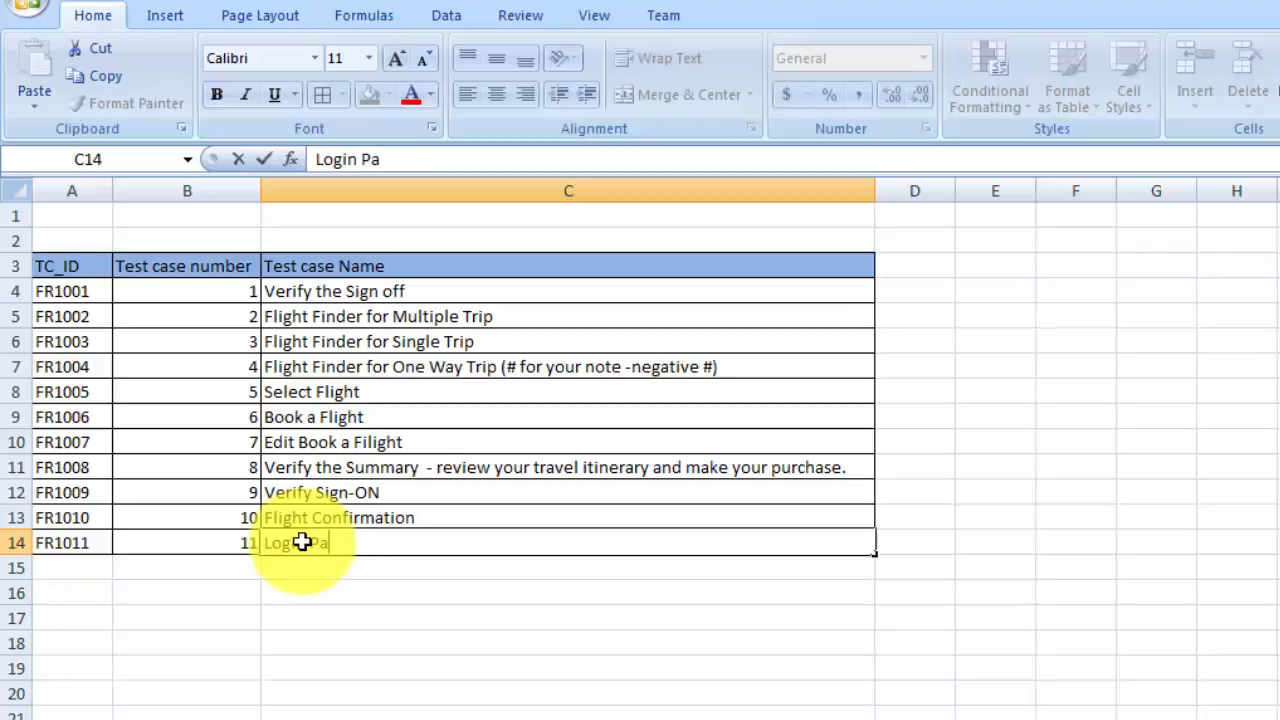 Home Insert Page Layout Formulas Data Review View Team
Cut
Copy
Format Painter
Paste
Clipboard
Calibri 11 A A
B I U A
Font
Wrap Text
Merge & Center
Alignment
General
$ % ,
Number
Conditional Formatting
Format as Table
Cell Styles
Styles
Insert Delete
Cells
C14 fx Login Pa
A B C D E F G H
1
2
3 TC_ID Test case number Test case Name
4 FR1001 1 Verify the Sign off
5 FR1002 2 Flight Finder for Multiple Trip
6 FR1003 3 Flight Finder for Single Trip
7 FR1004 4 Flight Finder for One Way Trip (# for your note -negative #)
8 FR1005 5 Select Flight
9 FR1006 6 Book a Flight
10 FR1007 7 Edit Book a Filight
11 FR1008 8 Verify the Summary - review your travel itinerary and make your purchase.
12 FR1009 9 Verify Sign-ON
13 FR1010 10 Flight Confirmation
14 FR1011 11 Login Pa
15
16
17
18
19
20
21